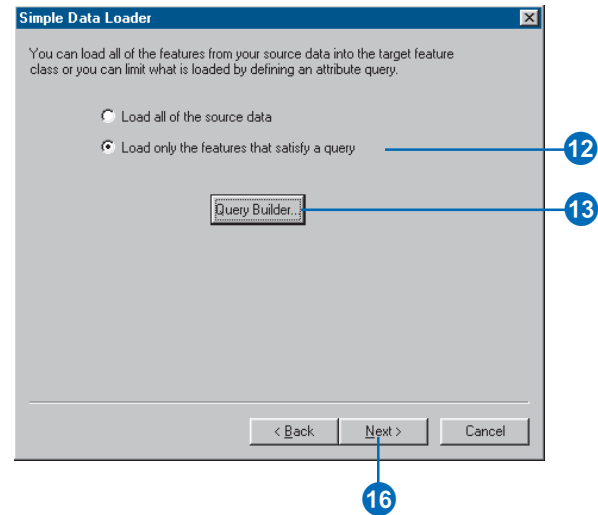 Simple Data Loader
You can load all of the features from your source data into the target feature
class or you can limit what is loaded by defining an attribute query.
Load all of the source data
Load only the features that satisfy a query
12
Query Builder...
13
< Back
Next >
Cancel
16